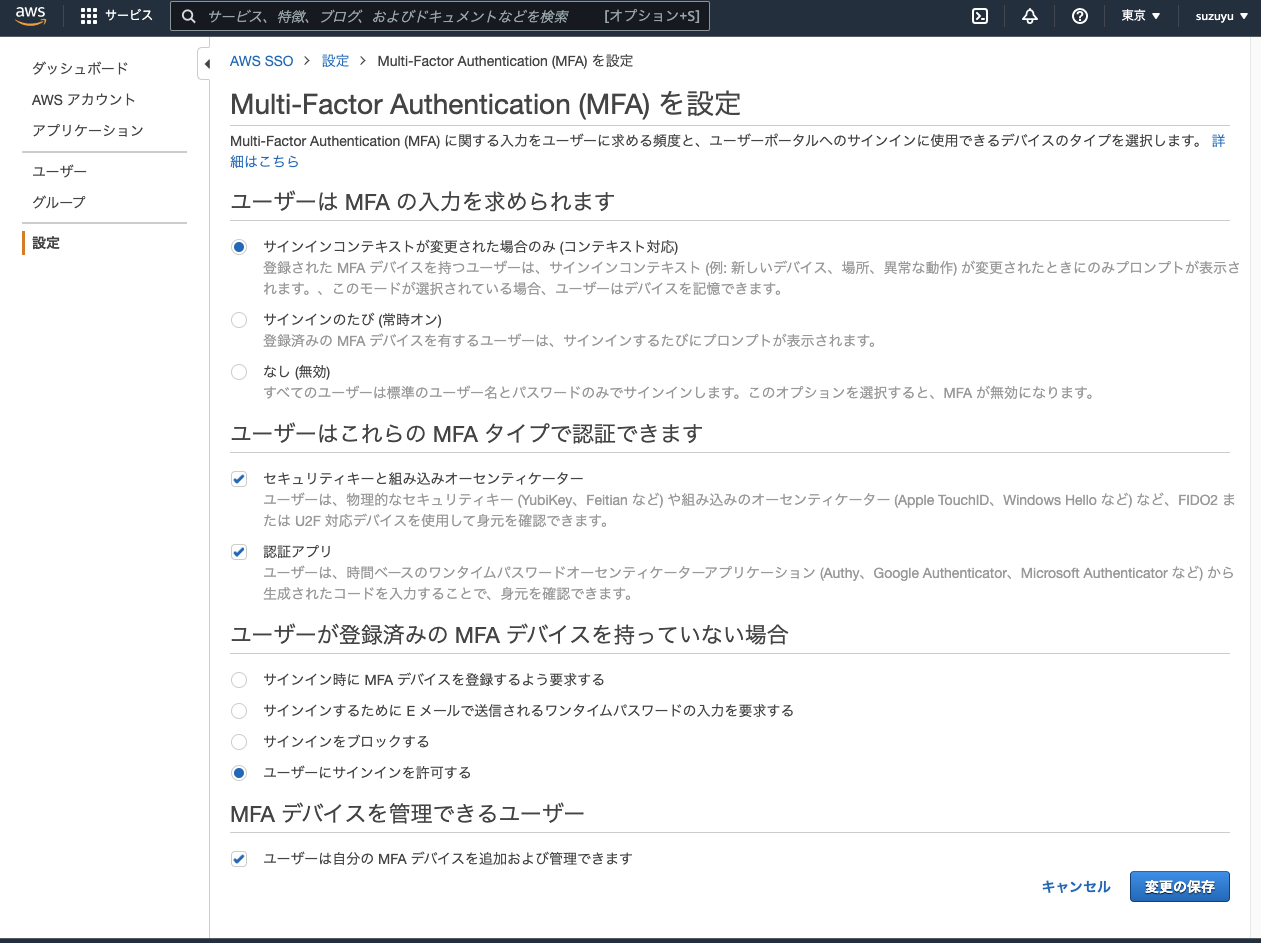 aws
サービス
サービス、特徴、ブログ、およびドキュメントなどを検索
[オプション+S]
東京 ▼
suzuyu ▼
ダッシュボード
AWS アカウント
アプリケーション
ユーザー
グループ
設定
AWS SSO > 設定 > Multi-Factor Authentication (MFA) を設定
Multi-Factor Authentication (MFA) を設定
Multi-Factor Authentication (MFA) に関する入力をユーザーに求める頻度と、ユーザーポータルへのサインインに使用できるデバイスのタイプを選択します。 詳
細はこちら
ユーザーは MFA の入力を求められます
サインインコンテキストが変更された場合のみ (コンテキスト対応)
登録された MFA デバイスを持つユーザーは、サインインコンテキスト (例: 新しいデバイス、場所、異常な動作) が変更されたときにのみプロンプトが表示さ
れます。、このモードが選択されている場合、ユーザーはデバイスを記憶できます。
サインインのたび (常時オン)
登録済みの MFA デバイスを有するユーザーは、サインインするたびにプロンプトが表示されます。
なし (無効)
すべてのユーザーは標準のユーザー名とパスワードのみでサインインします。このオプションを選択すると、MFA が無効になります。
ユーザーはこれらの MFA タイプで認証できます
セキュリティキーと組み込みオーセンティケーター
ユーザーは、物理的なセキュリティキー (YubiKey、Feitian など) や組み込みのオーセンティケーター (Apple TouchID、Windows Hello など) など、FIDO2 ま
たは U2F 対応デバイスを使用して身元を確認できます。
認証アプリ
ユーザーは、時間ベースのワンタイムパスワードオーセンティケーターアプリケーション (Authy、Google Authenticator、Microsoft Authenticator など) から
生成されたコードを入力することで、身元を確認できます。
ユーザーが登録済みの MFA デバイスを持っていない場合
サインイン時に MFA デバイスを登録するよう要求する
サインインするために E メールで送信されるワンタイムパスワードの入力を要求する
サインインをブロックする
ユーザーにサインインを許可する
MFA デバイスを管理できるユーザー
ユーザーは自分の MFA デバイスを追加および管理できます
キャンセル
変更の保存